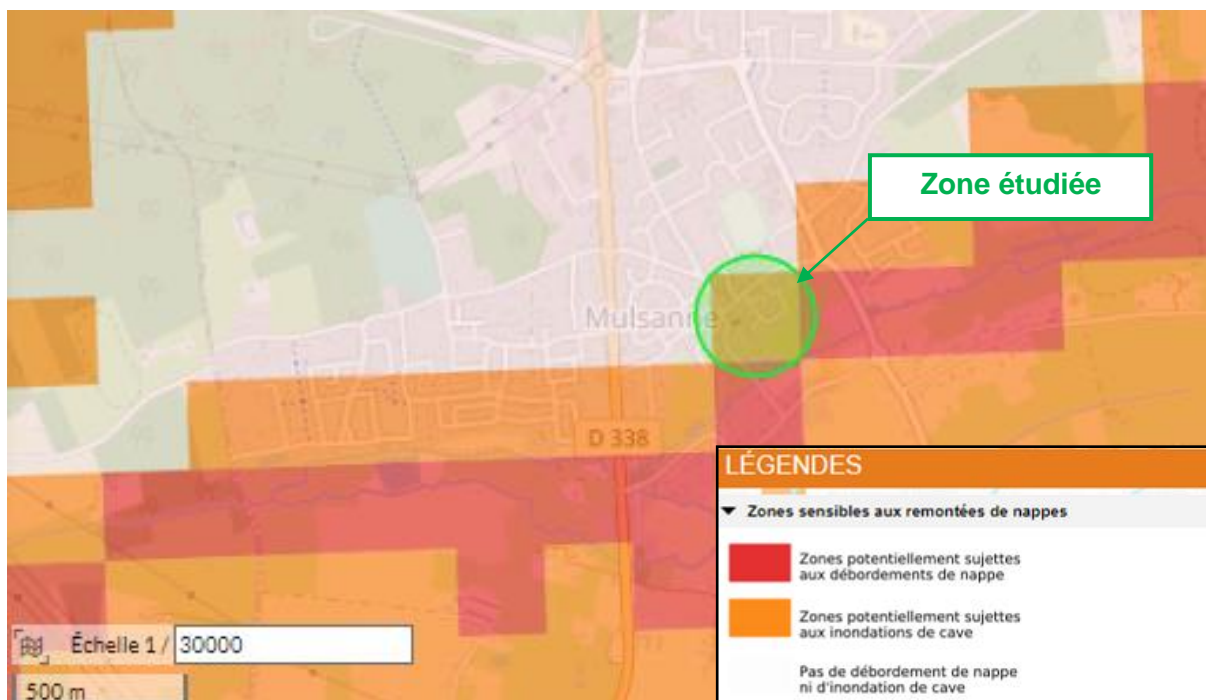 Zone étudiée
Mulsanne
D 338
LÉGENDES
Zones sensibles aux remontées de nappes
Zones potentiellement sujettes
aux débordements de nappe
Zones potentiellement sujettes
aux inondations de cave
Pas de débordement de nappe
ni d'inondation de cave
Échelle 1 / 30000
500 m